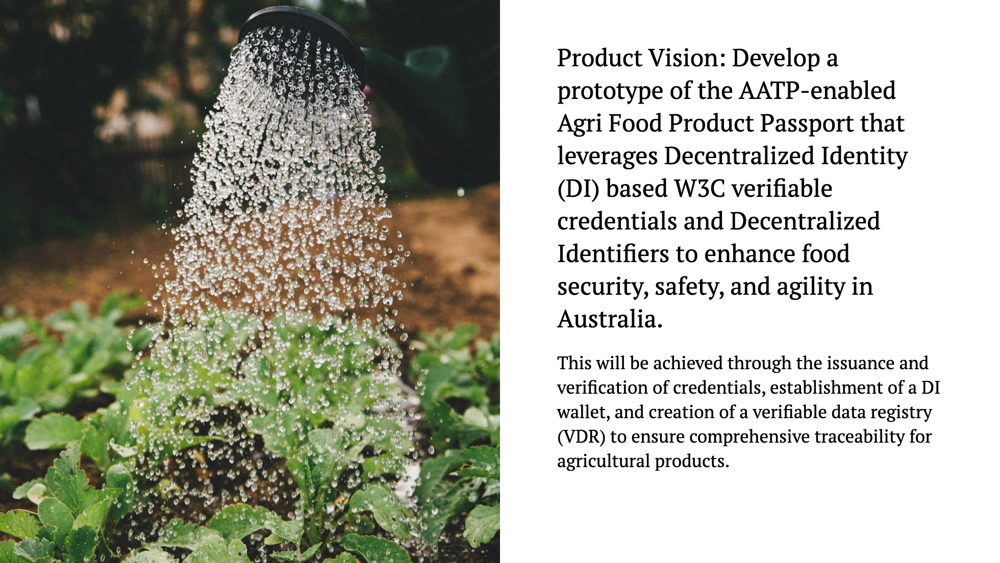 Product Vision: Develop a
prototype of the AATP-enabled
Agri Food Product Passport that
leverages Decentralized Identity
(DI) based W3C verifiable
credentials and Decentralized
Identifiers to enhance food
security, safety, and agility in
Australia.
This will be achieved through the issuance and
verification of credentials, establishment of a DI
wallet, and creation of a verifiable data registry
(VDR) to ensure comprehensive traceability for
agricultural products.